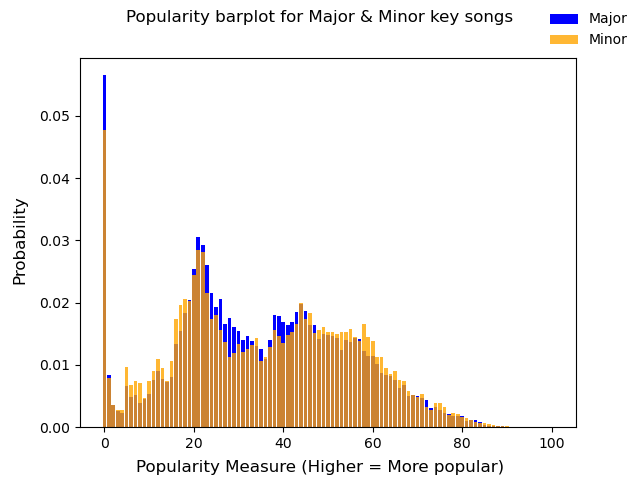 Popularity barplot for Major & Minor key songs
Major
Minor
0.05
0.04
0.03
0.02
0.01
0.00
0 20 40 60 80 100
Probability
Popularity Measure (Higher = More popular)